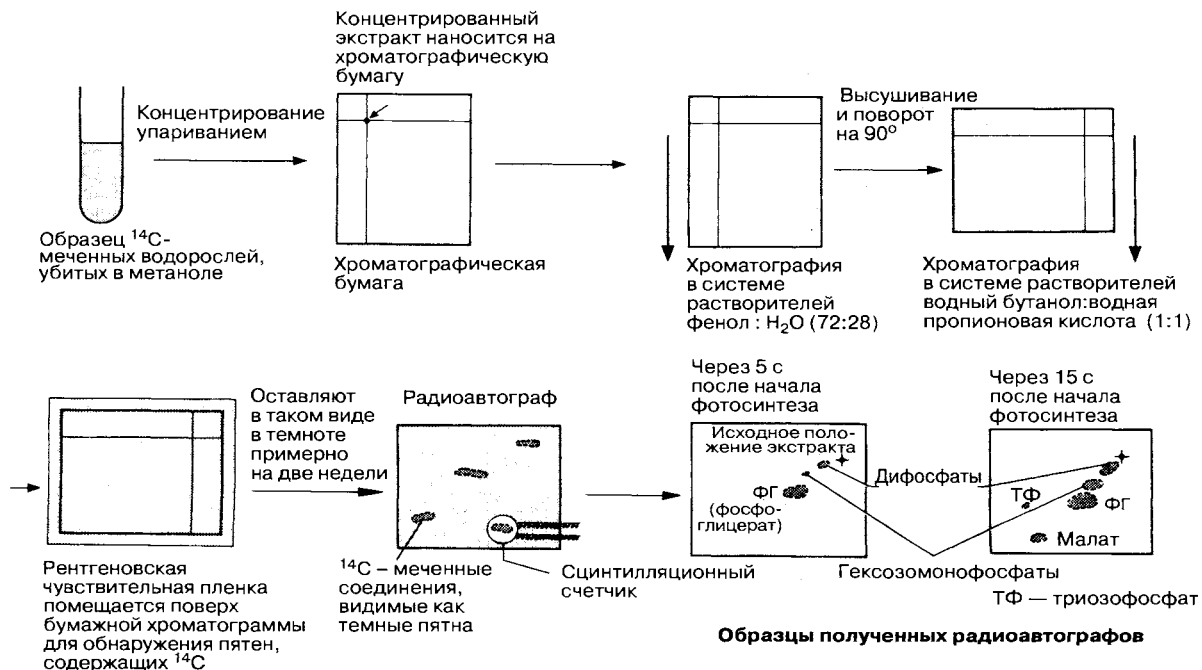 Концентрированный
экстракт наносится на
хроматографическую
бумагу
Концентрирование
упариванием
Образец ¹⁴С-
меченных водорослей,
убитых в метаноле
Хроматографическая
бумага
Высушивание
и поворот
на 90°
Хроматография
в системе
растворителей
фенол : H₂O (72:28)
Хроматография
в системе растворителей
водный бутанол:водная
пропионовая кислота (1:1)
Рентгеновская
чувствительная пленка
помещается поверх
бумажной хроматограммы
для обнаружения пятен,
содержащих ¹⁴С
Оставляют
в таком виде
в темноте
примерно
на две недели
Радиоавтограф
¹⁴С – меченные
соединения,
видимые как
темные пятна
Сцинтилляционный
счетчик
Через 5 с
после начала
фотосинтеза
Исходное поло-
жение экстракта
ФГ
(фосфо-
глицерат)
Дифосфаты
Гексозомонофосфаты
Через 15 с
после начала
фотосинтеза
ТФ
ФГ
Малат
ТФ — триозофосфат
Образцы полученных радиоавтографов